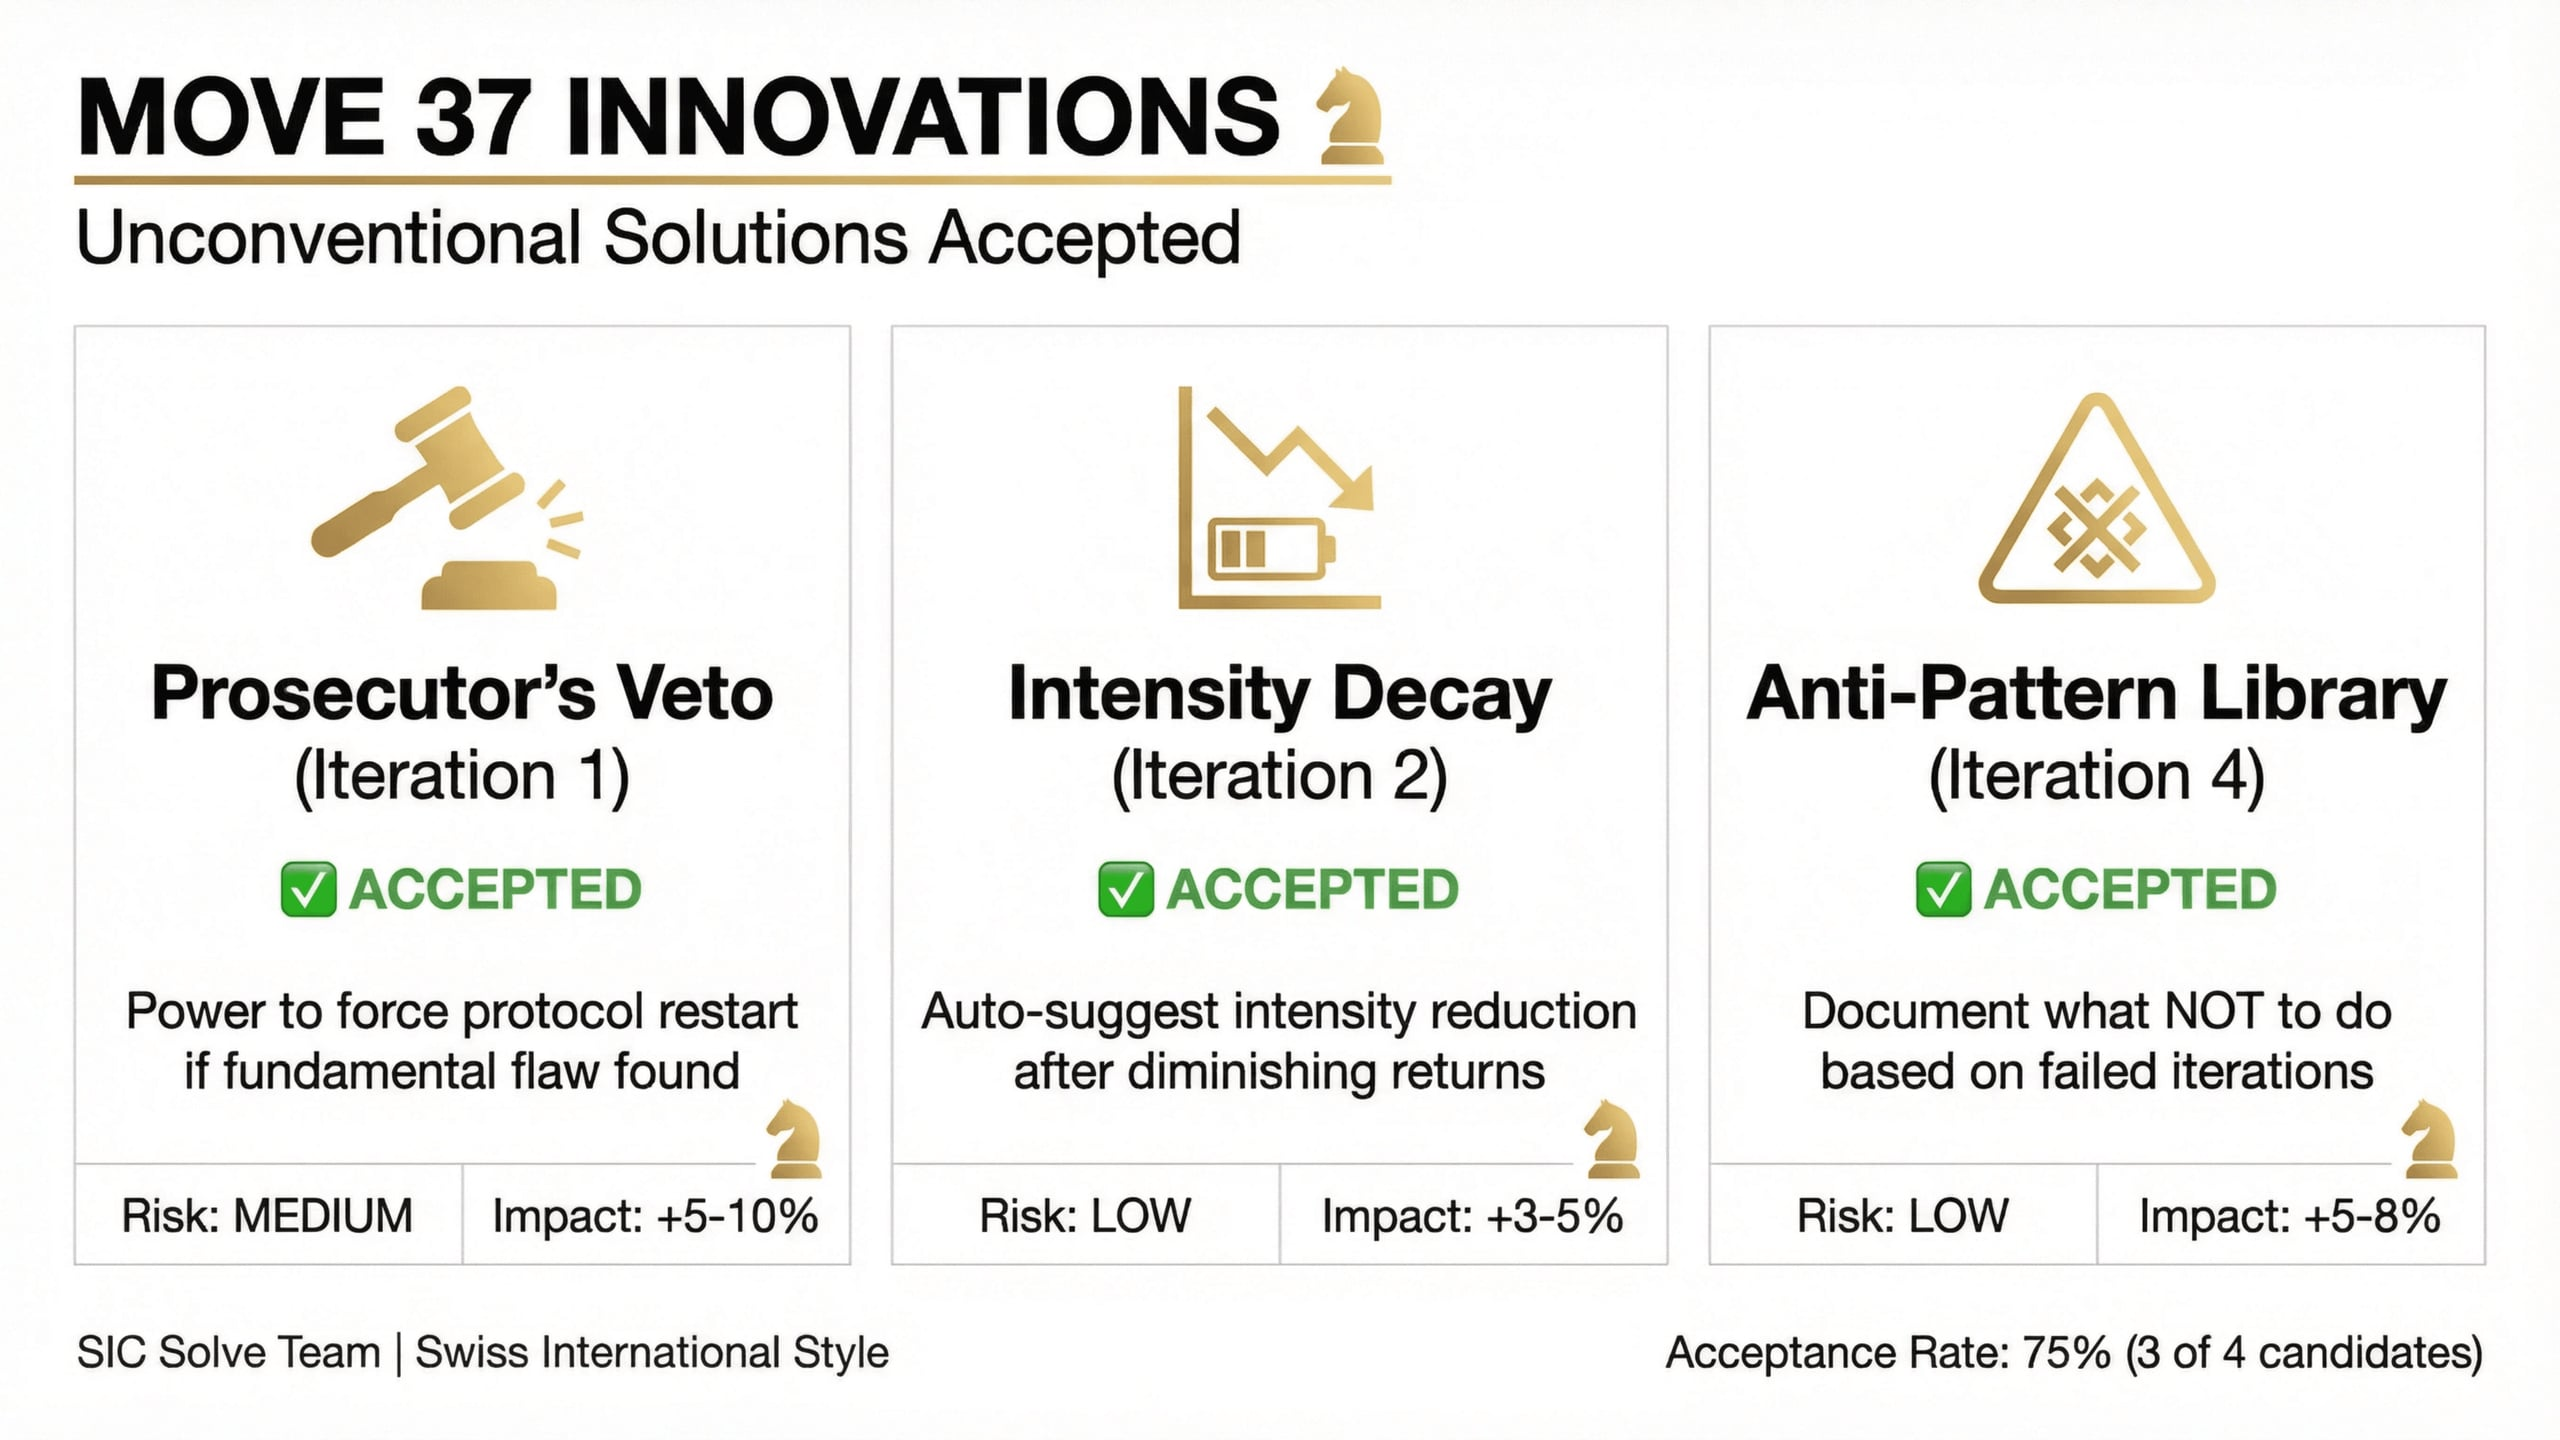 MOVE 37 INNOVATIONS
Unconventional Solutions Accepted
Prosecutor’s Veto
(Iteration 1)
✅ ACCEPTED
Power to force protocol restart
if fundamental flaw found
Risk: MEDIUM
Impact: +5-10%
Intensity Decay
(Iteration 2)
✅ ACCEPTED
Auto-suggest intensity reduction
after diminishing returns
Risk: LOW
Impact: +3-5%
Anti-Pattern Library
(Iteration 4)
✅ ACCEPTED
Document what NOT to do
based on failed iterations
Risk: LOW
Impact: +5-8%
SIC Solve Team | Swiss International Style
Acceptance Rate: 75% (3 of 4 candidates)